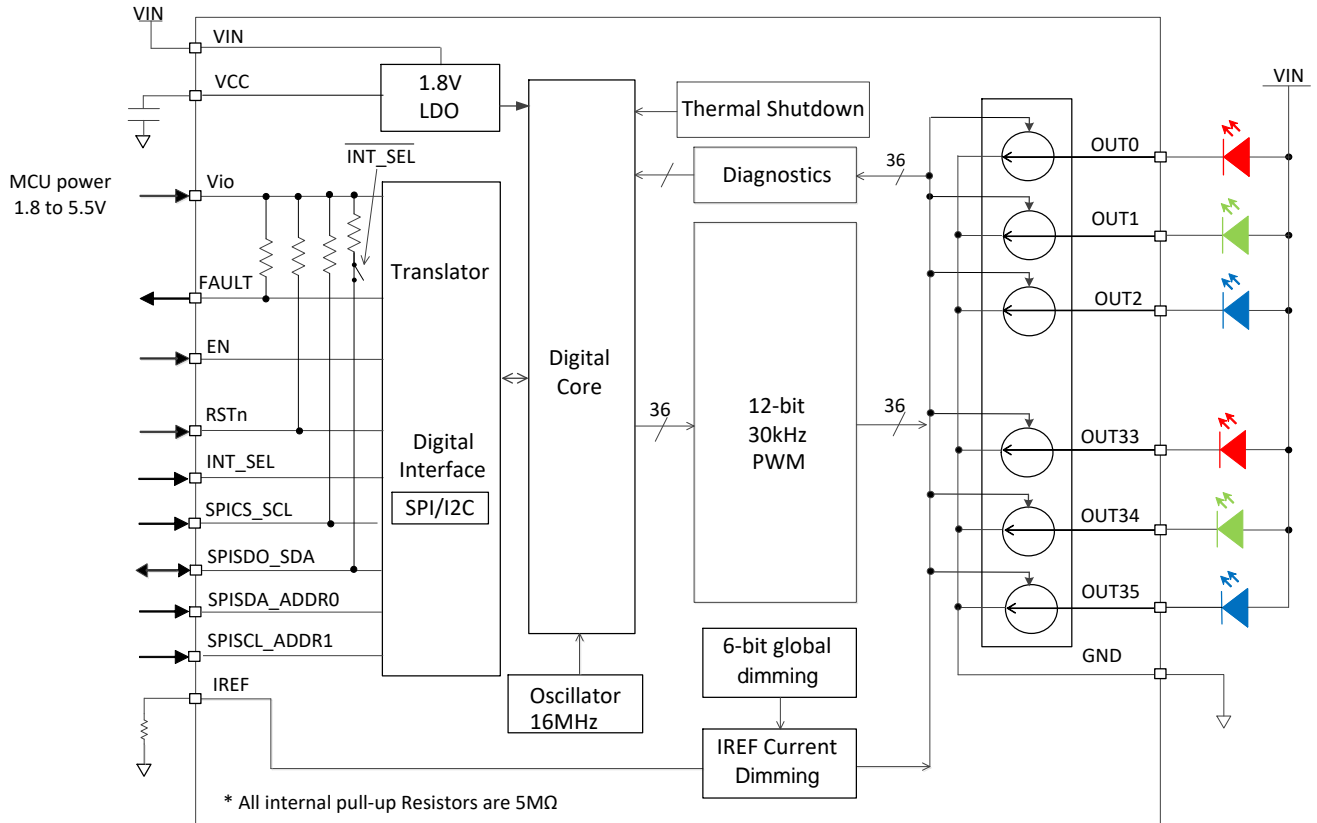 VIN
VIN
VCC
1.8V
LDO
Thermal Shutdown
VIN
INT_SEL
MCU power
1.8 to 5.5V
Vio
Diagnostics
36
OUT0
OUT1
Translator
FAULT
OUT2
EN
Digital
Core
36
12-bit
30kHz
PWM
36
RSTn
Digital
Interface
SPI/I2C
OUT33
INT_SEL
SPICS_SCL
OUT34
SPISDO_SDA
SPISDA_ADDR0
OUT35
SPISCL_ADDR1
6-bit global
dimming
GND
IREF
Oscillator
16MHz
IREF Current
Dimming
* All internal pull-up Resistors are 5MΩ